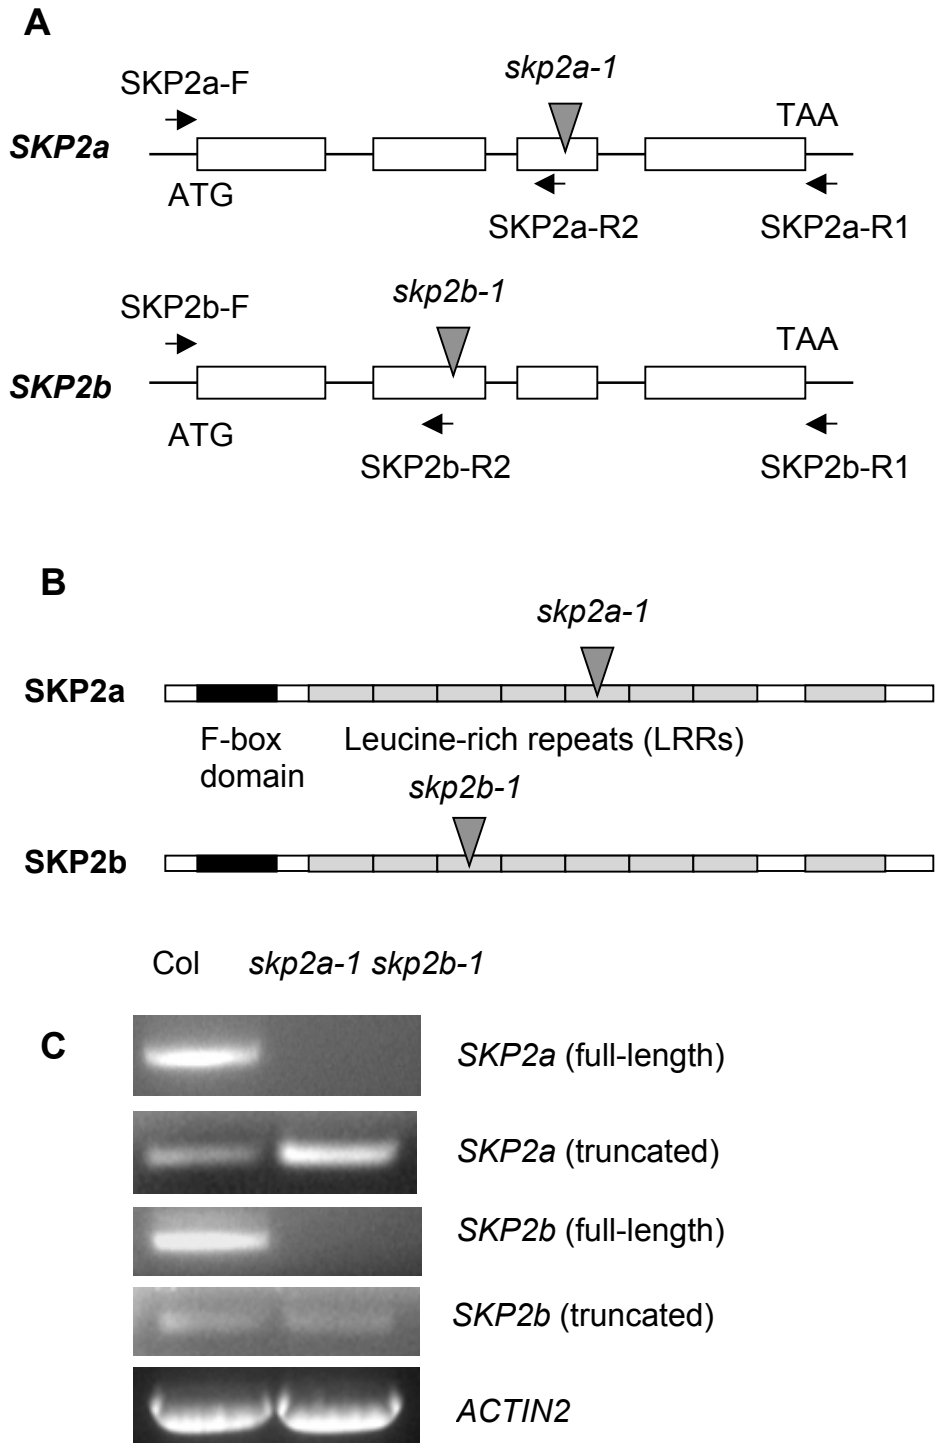 A
skp2a-1
SKP2a-F
TAA
SKP2a
ATG
SKP2a-R2
SKP2a-R1
skp2b-1
SKP2b-F
TAA
SKP2b
ATG
SKP2b-R2
SKP2b-R1
B
skp2a-1
SKP2a
F-box
domain
Leucine-rich repeats (LRRs)
skp2b-1
SKP2b
Col skp2a-1 skp2b-1
C
SKP2a (full-length)
SKP2a (truncated)
SKP2b (full-length)
SKP2b (truncated)
ACTIN2